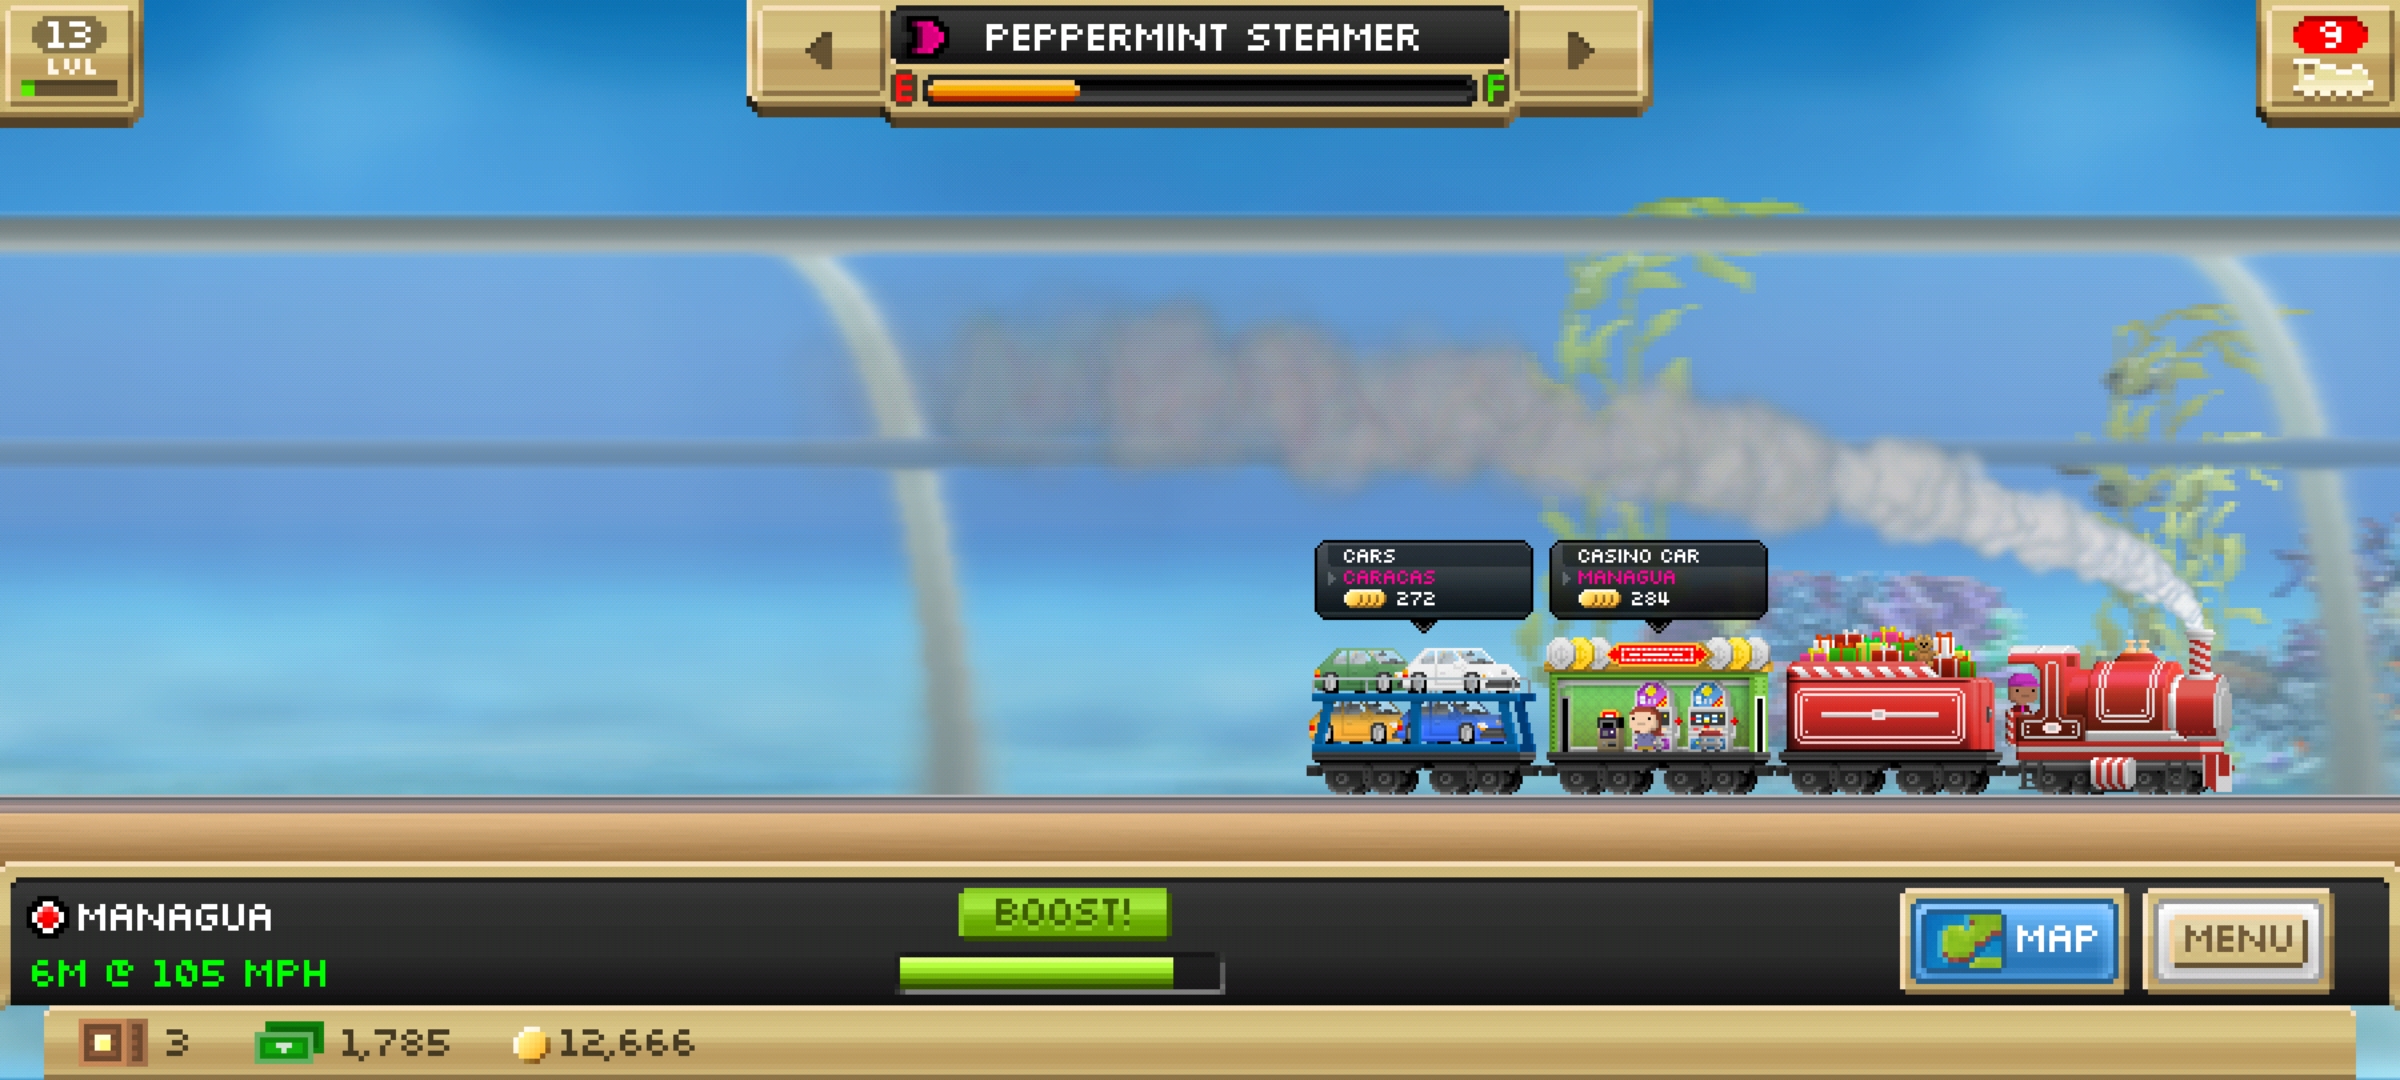 13
LVL
PEPPERMINT STEAMER
E
F
9
CARS
CARACAS
272
CASINO CAR
MANAGUA
284
MANAGUA
6M @ 105 MPH
BOOST!
MAP
MENU
3
1,785
12,666